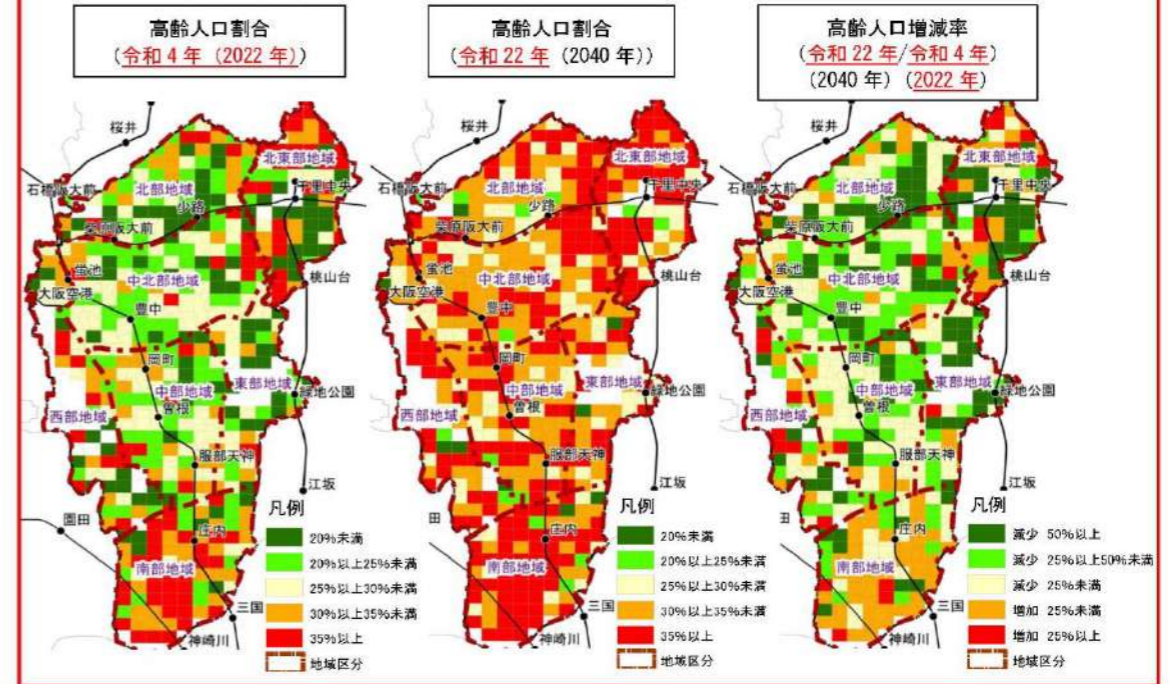 高齢人口割合
（令和4年（2022年））
高齢人口割合
（令和22年（2040年））
高齢人口増減率
（令和22年/令和4年）
（2040年）（2022年）
桜井
北東部地域
石橋阪大前
北部地域
千里中央
少路
柴原阪大前
蛍池
中北部地域
桃山台
大阪空港
豊中
岡町
東部地域
中部地域
緑地公園
西部地域
曽根
服部天神
江坂
園田
庄内
南部地域
三国
神崎川
凡例
20%未満
20%以上25%未満
25%以上30%未満
30%以上35%未満
35%以上
地域区分
桜井
北東部地域
石橋阪大前
北部地域
千里中央
少路
柴原阪大前
蛍池
中北部地域
桃山台
大阪空港
豊中
岡町
東部地域
中部地域
緑地公園
西部地域
曽根
服部天神
江坂
田
庄内
南部地域
三国
神崎川
凡例
20%未満
20%以上25%未満
25%以上30%未満
30%以上35%未満
35%以上
地域区分
桜井
北東部地域
石橋阪大前
北部地域
千里中央
少路
柴原阪大前
蛍池
中北部地域
桃山台
大阪空港
豊中
岡町
東部地域
中部地域
緑地公園
西部地域
曽根
服部天神
江坂
田
庄内
南部地域
三国
神崎川
凡例
減少 50%以上
減少 25%以上50%未満
減少 25%未満
増加 25%未満
増加 25%以上
地域区分